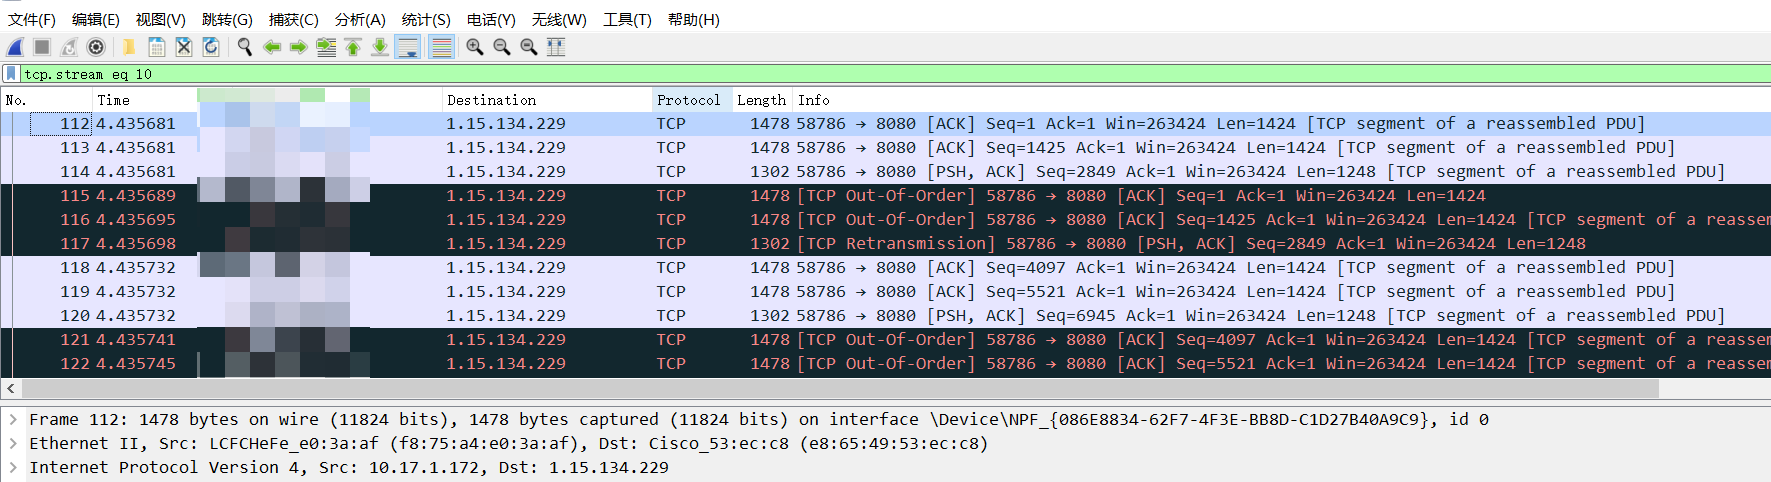 文件(F) 编辑(E) 视图(V) 跳转(G) 捕获(C) 分析(A) 统计(S) 电话(Y) 无线(W) 工具(T) 帮助(H)
tcp.stream eq 10
No. Time Destination Protocol Length Info
112 4.435681 1.15.134.229 TCP 1478 58786 → 8080 [ACK] Seq=1 Ack=1 Win=263424 Len=1424 [TCP segment of a reassembled PDU]
113 4.435681 1.15.134.229 TCP 1478 58786 → 8080 [ACK] Seq=1425 Ack=1 Win=263424 Len=1424 [TCP segment of a reassembled PDU]
114 4.435681 1.15.134.229 TCP 1302 58786 → 8080 [PSH, ACK] Seq=2849 Ack=1 Win=263424 Len=1248 [TCP segment of a reassembled PDU]
115 4.435689 1.15.134.229 TCP 1478 [TCP Out-Of-Order] 58786 → 8080 [ACK] Seq=1 Ack=1 Win=263424 Len=1424
116 4.435695 1.15.134.229 TCP 1478 [TCP Out-Of-Order] 58786 → 8080 [ACK] Seq=1425 Ack=1 Win=263424 Len=1424 [TCP segment of a reassem
117 4.435698 1.15.134.229 TCP 1302 [TCP Retransmission] 58786 → 8080 [PSH, ACK] Seq=2849 Ack=1 Win=263424 Len=1248
118 4.435732 1.15.134.229 TCP 1478 58786 → 8080 [ACK] Seq=4097 Ack=1 Win=263424 Len=1424 [TCP segment of a reassembled PDU]
119 4.435732 1.15.134.229 TCP 1478 58786 → 8080 [ACK] Seq=5521 Ack=1 Win=263424 Len=1424 [TCP segment of a reassembled PDU]
120 4.435732 1.15.134.229 TCP 1302 58786 → 8080 [PSH, ACK] Seq=6945 Ack=1 Win=263424 Len=1248 [TCP segment of a reassembled PDU]
121 4.435741 1.15.134.229 TCP 1478 [TCP Out-Of-Order] 58786 → 8080 [ACK] Seq=4097 Ack=1 Win=263424 Len=1424 [TCP segment of a reassem
122 4.435745 1.15.134.229 TCP 1478 [TCP Out-Of-Order] 58786 → 8080 [ACK] Seq=5521 Ack=1 Win=263424 Len=1424 [TCP segment of a reassem
Frame 112: 1478 bytes on wire (11824 bits), 1478 bytes captured (11824 bits) on interface \Device\NPF_{086E8834-62F7-4F3E-BB8D-C1D27B40A9C9}, id 0
Ethernet II, Src: LCFCHeFe_e0:3a:af (f8:75:a4:e0:3a:af), Dst: Cisco_53:ec:c8 (e8:65:49:53:ec:c8)
Internet Protocol Version 4, Src: 10.17.1.172, Dst: 1.15.134.229